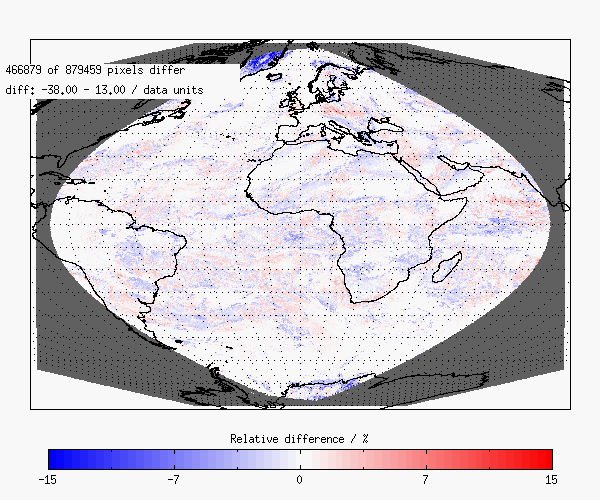 466879 of 879459 pixels differ
diff: -38.00 - 13.00 / data units
Relative difference / %
-15 -7 0 7 15